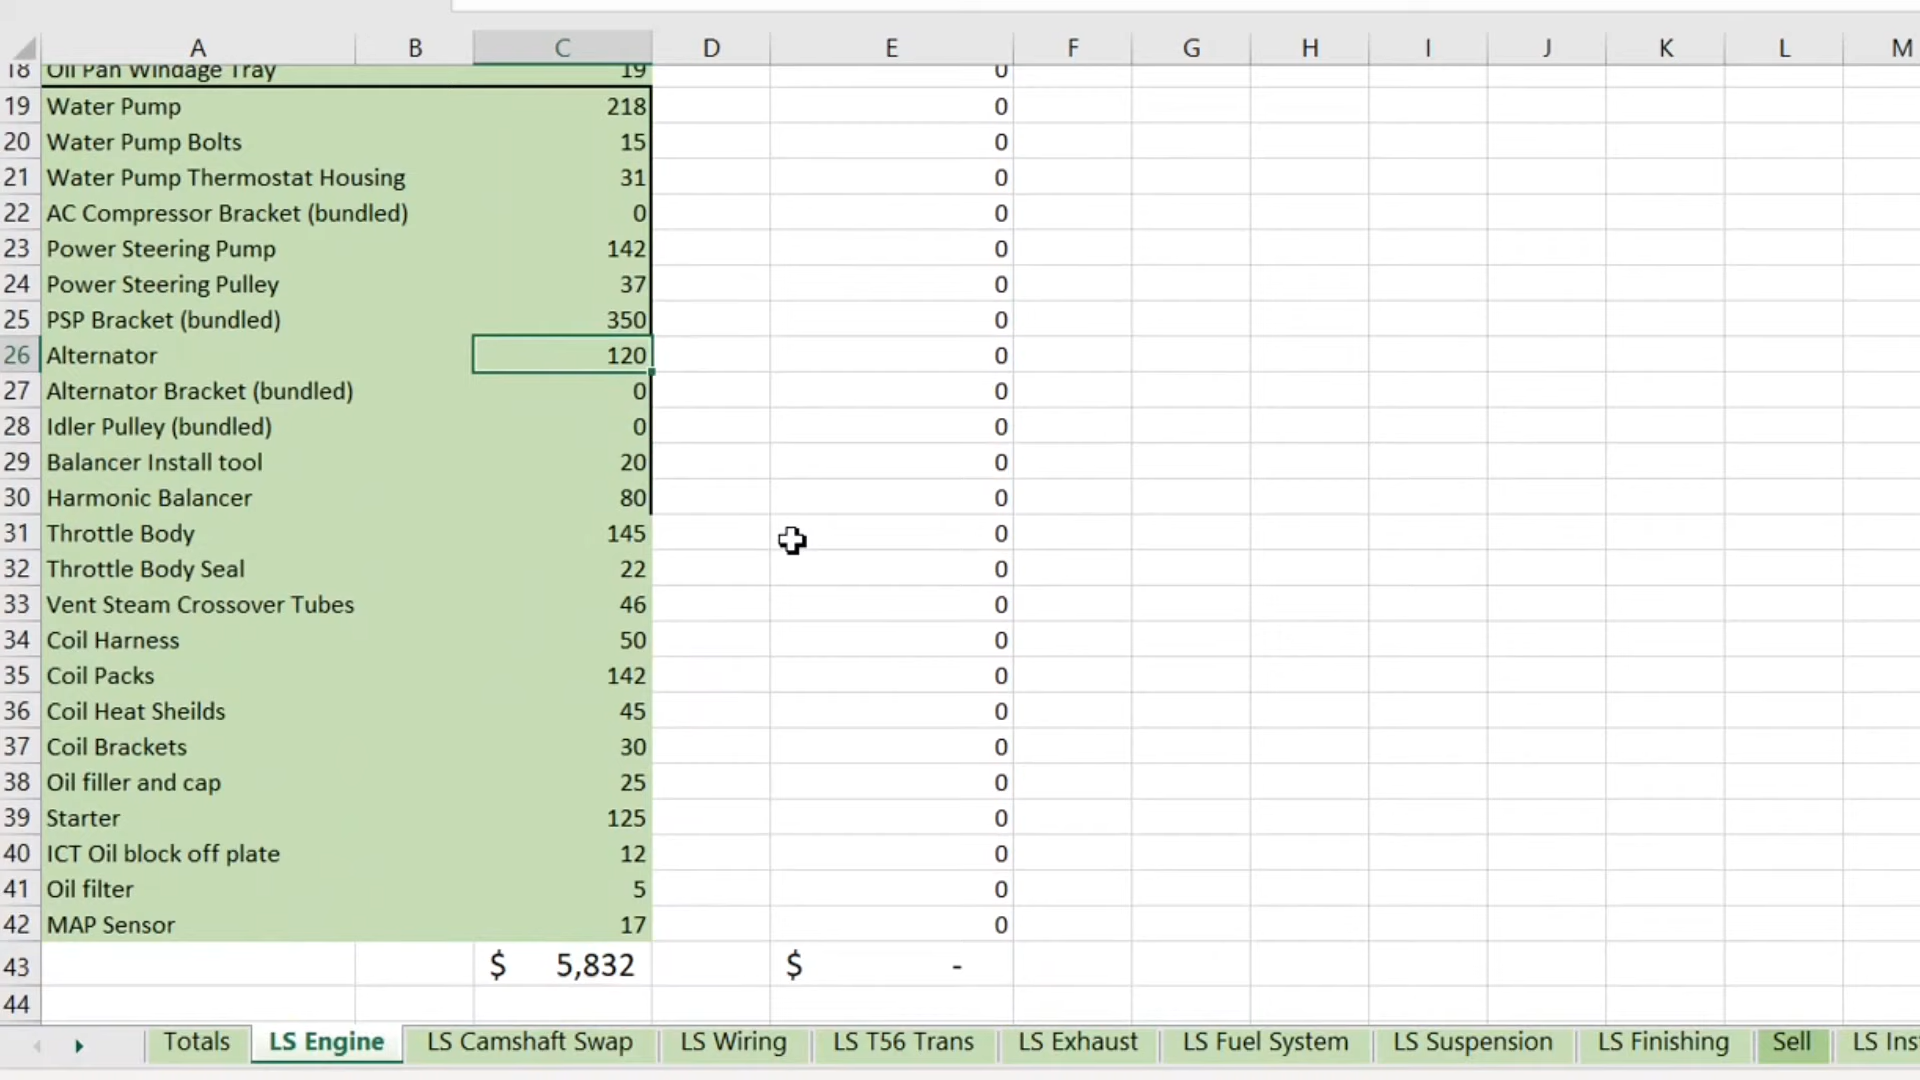 A B C D E F G H I J K L M
18 Oil Pan Windage Tray 19 0
19 Water Pump 218 0
20 Water Pump Bolts 15 0
21 Water Pump Thermostat Housing 31 0
22 AC Compressor Bracket (bundled) 0 0
23 Power Steering Pump 142 0
24 Power Steering Pulley 37 0
25 PSP Bracket (bundled) 350 0
26 Alternator 120 0
27 Alternator Bracket (bundled) 0 0
28 Idler Pulley (bundled) 0 0
29 Balancer Install tool 20 0
30 Harmonic Balancer 80 0
31 Throttle Body 145 0
32 Throttle Body Seal 22 0
33 Vent Steam Crossover Tubes 46 0
34 Coil Harness 50 0
35 Coil Packs 142 0
36 Coil Heat Sheilds 45 0
37 Coil Brackets 30 0
38 Oil filler and cap 25 0
39 Starter 125 0
40 ICT Oil block off plate 12 0
41 Oil filter 5 0
42 MAP Sensor 17 0
43 $ 5,832 $ -
44
Totals LS Engine LS Camshaft Swap LS Wiring LS T56 Trans LS Exhaust LS Fuel System LS Suspension LS Finishing Sell LS Ins